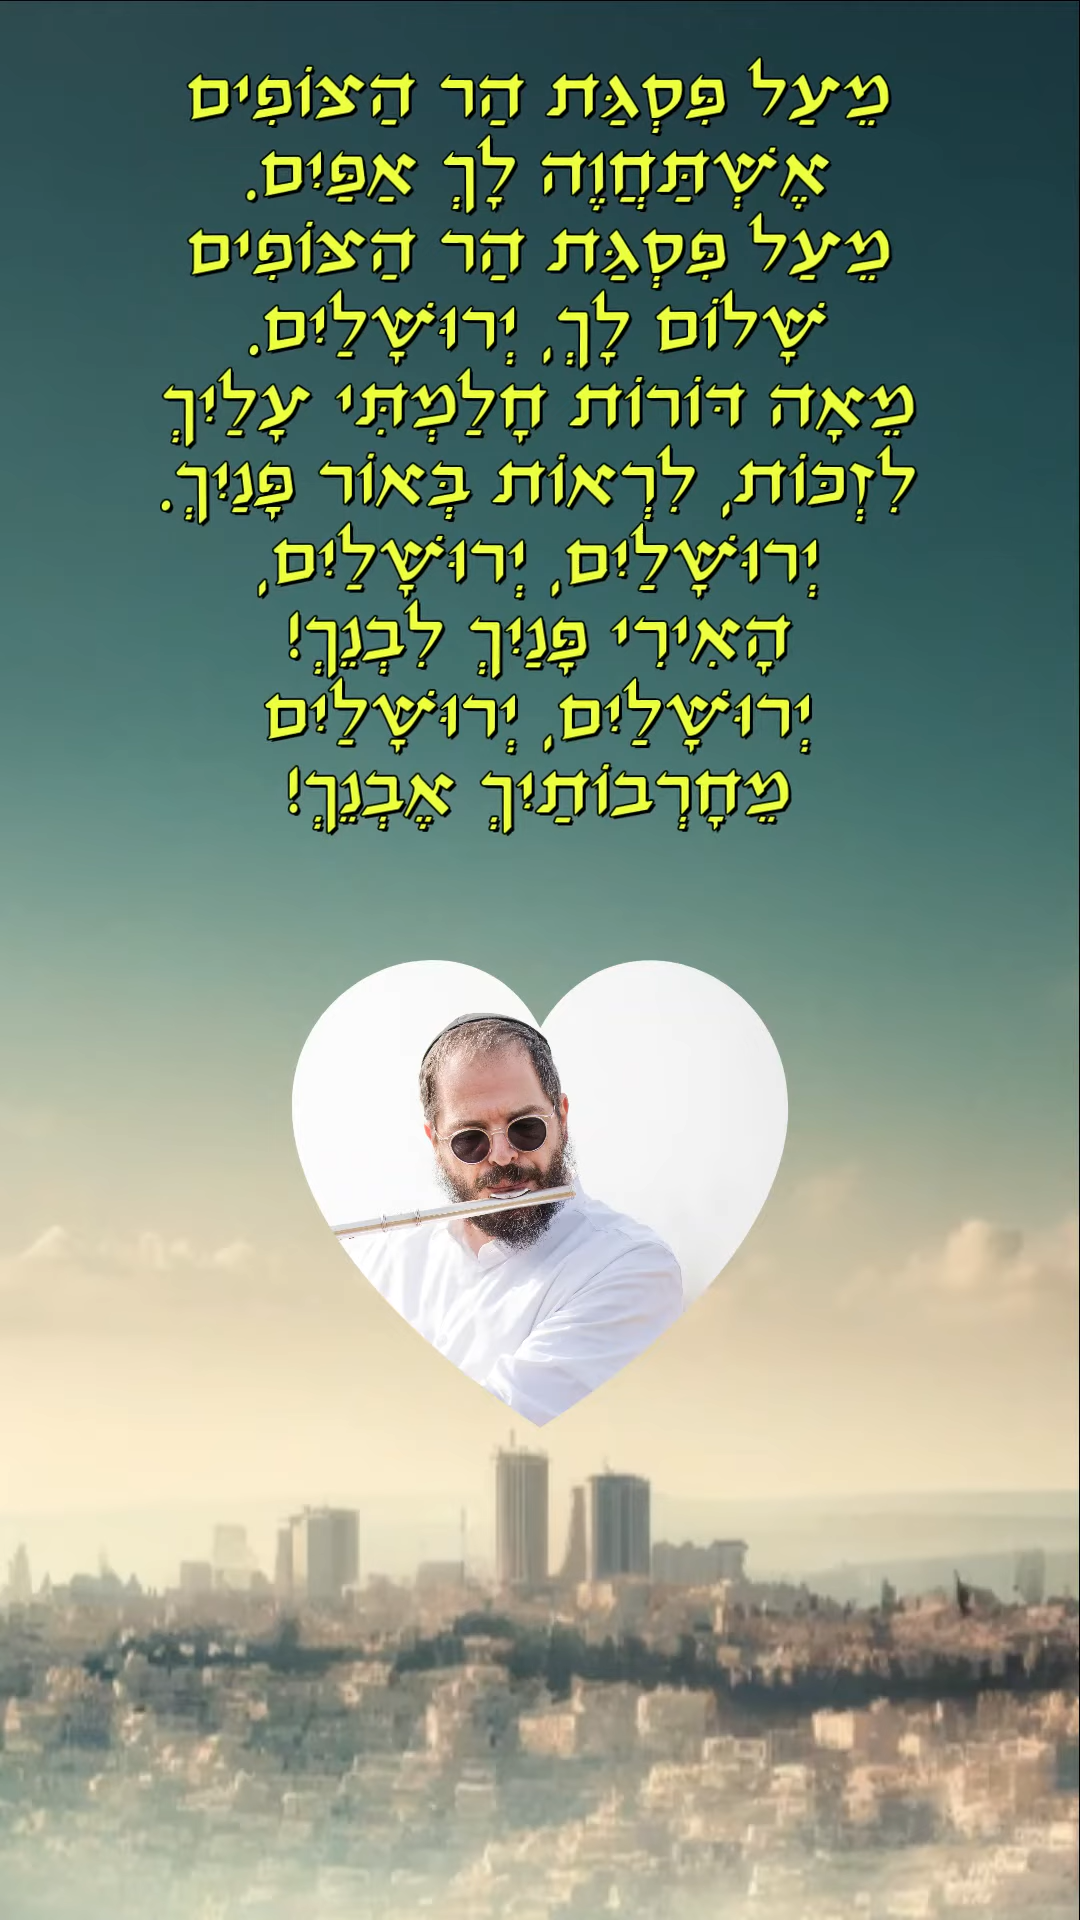 מֵעַל פִּסְגַּת הַר הַצּוֹפִים
אֶשְׁתַּחֲוֶה לָךְ אַפַּיִם.
מֵעַל פִּסְגַּת הַר הַצּוֹפִים
שָׁלוֹם לָךְ, יְרוּשָׁלַיִם.
מֵאָה דּוֹרוֹת חָלַמְתִּי עָלַיִךְ
לִזְכּוֹת, לִרְאוֹת בְּאוֹר פָּנַיִךְ.
יְרוּשָׁלַיִם, יְרוּשָׁלַיִם,
הָאִירִי פָּנַיִךְ לִבְנֵךְ!
יְרוּשָׁלַיִם, יְרוּשָׁלַיִם
מֵחָרְבוֹתַיִךְ אֶבְנֵךְ!